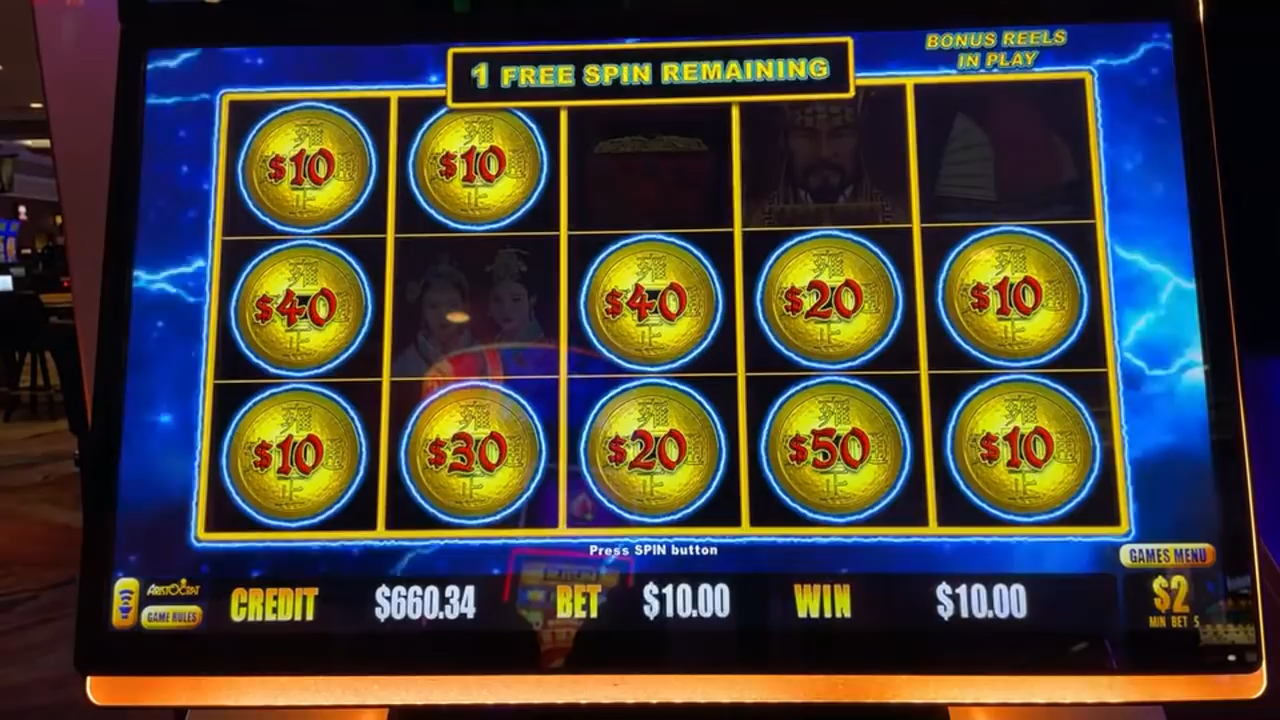 BONUS REELS
IN PLAY
1 FREE SPIN REMAINING
$10 $10
$40 $40 $20 $10
$10 $30 $20 $50 $10
Press SPIN button
GAMES MENU
ARISTOCRAT
GAME RULES
CREDIT $660.34 BET $10.00 WIN $10.00
$2
MIN BET 5